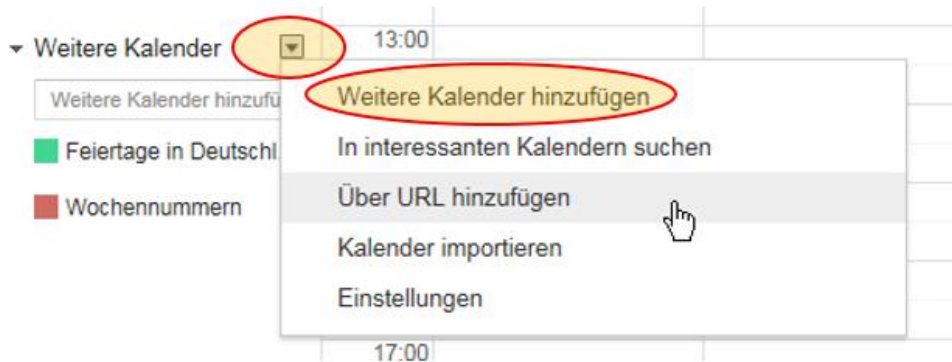 Weitere Kalender
13:00
Weitere Kalender hinzufü
Weitere Kalender hinzufügen
Feiertage in Deutschl
In interessanten Kalendern suchen
Wochennummern
Über URL hinzufügen
Kalender importieren
Einstellungen
17:00